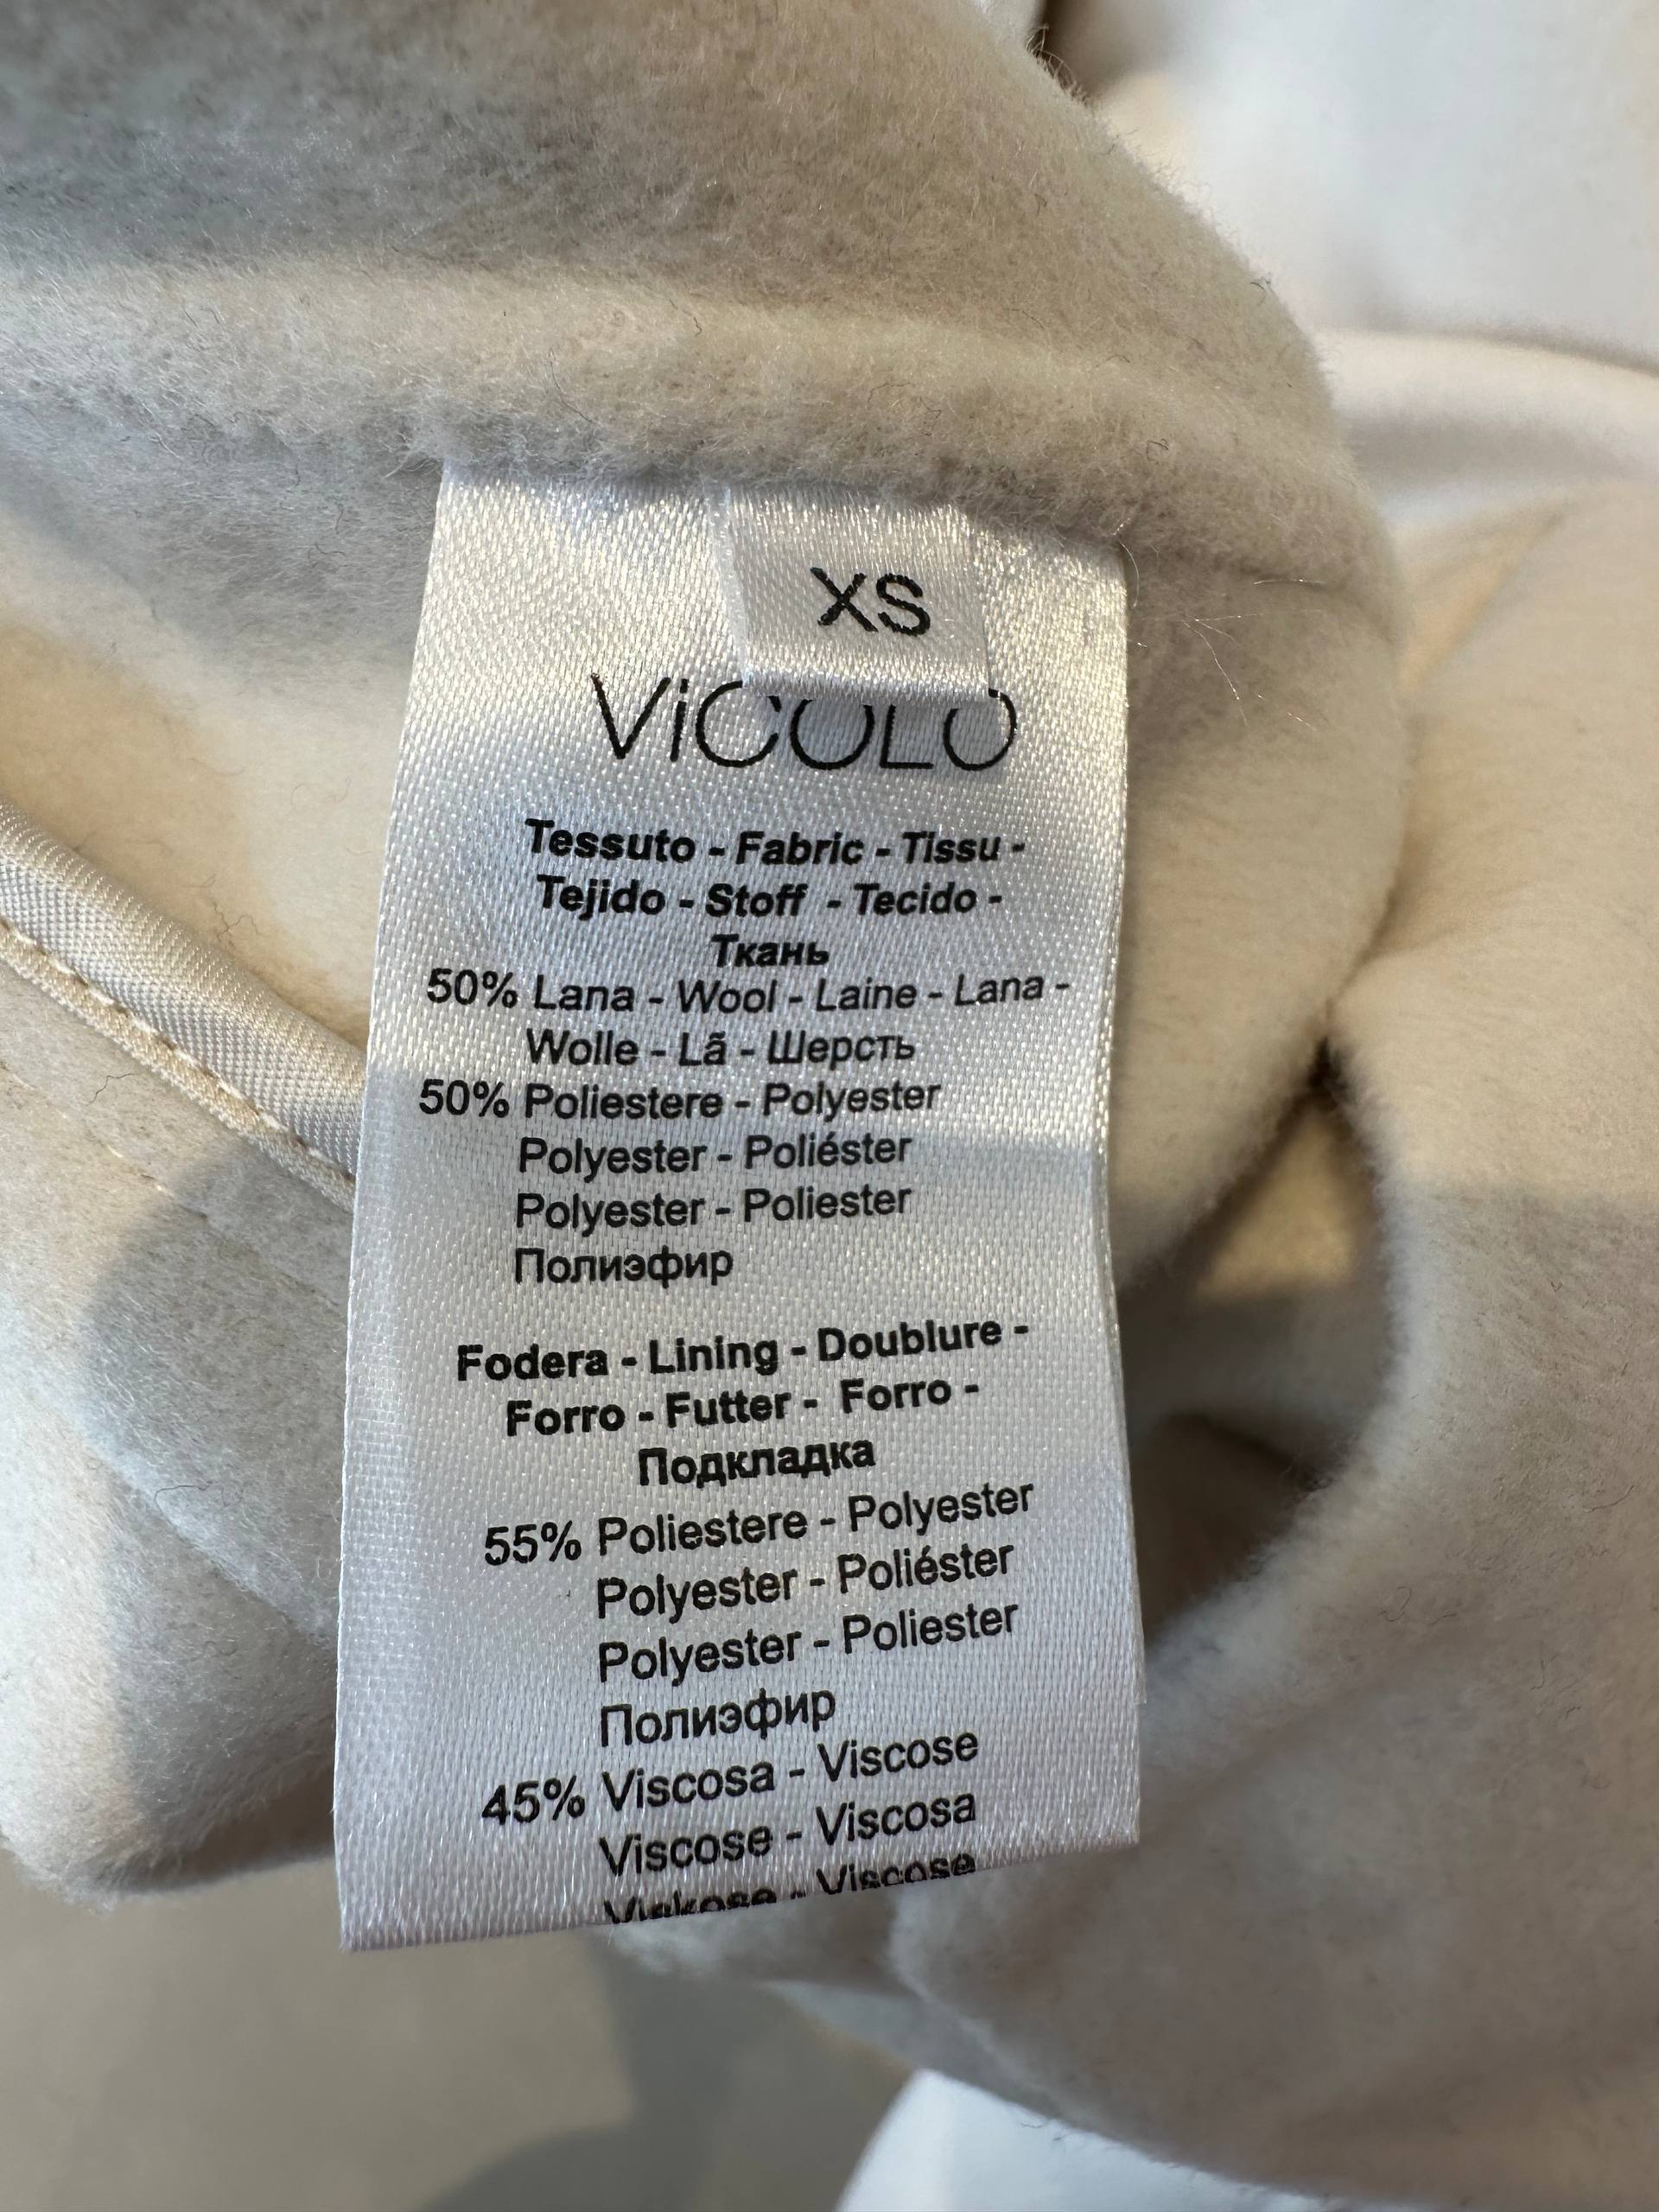 XS
ViCOLO
Tessuto - Fabric - Tissu -
Tejido - Stoff - Tecido -
Ткань
50% Lana - Wool - Laine - Lana -
Wolle - Lã - Шерсть
50% Poliestere - Polyester
Polyester - Poliéster
Polyester - Poliester
Полиэфир
Fodera - Lining - Doublure -
Forro - Futter - Forro -
Подкладка
55% Poliestere - Polyester
Polyester - Poliéster
Polyester - Poliester
Полиэфир
45% Viscosa - Viscose
Viscose - Viscosa
Viskose - Viscose